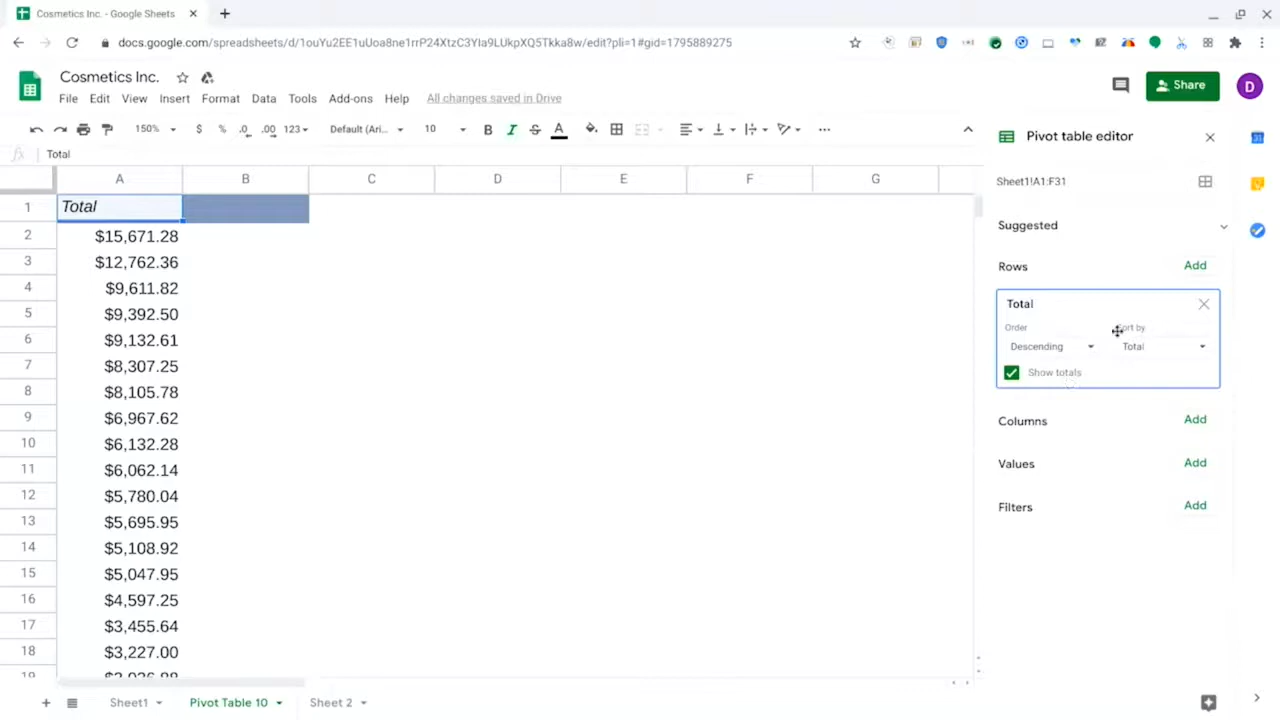 Cosmetics Inc. - Google Sheets
docs.google.com/spreadsheets/d/1ouYu2EE1uUoa8ne1rrP24XtzC3YIa9LUkpXQ5Tkka8w/edit?pli=1#gid=1795889275
Cosmetics Inc.
File Edit View Insert Format Data Tools Add-ons Help All changes saved in Drive
Share
D
150% $ % .0 .00 123 Default (Ari... 10 B I S A
fx Total
A B C D E F G
1 Total
2 $15,671.28
3 $12,762.36
4 $9,611.82
5 $9,392.50
6 $9,132.61
7 $8,307.25
8 $8,105.78
9 $6,967.62
10 $6,132.28
11 $6,062.14
12 $5,780.04
13 $5,695.95
14 $5,108.92
15 $5,047.95
16 $4,597.25
17 $3,455.64
18 $3,227.00
19
Pivot table editor
Sheet1!A1:F31
Suggested
Rows Add
Total
Order Sort by
Descending Total
Show totals
Columns Add
Values Add
Filters Add
Sheet1 Pivot Table 10 Sheet 2